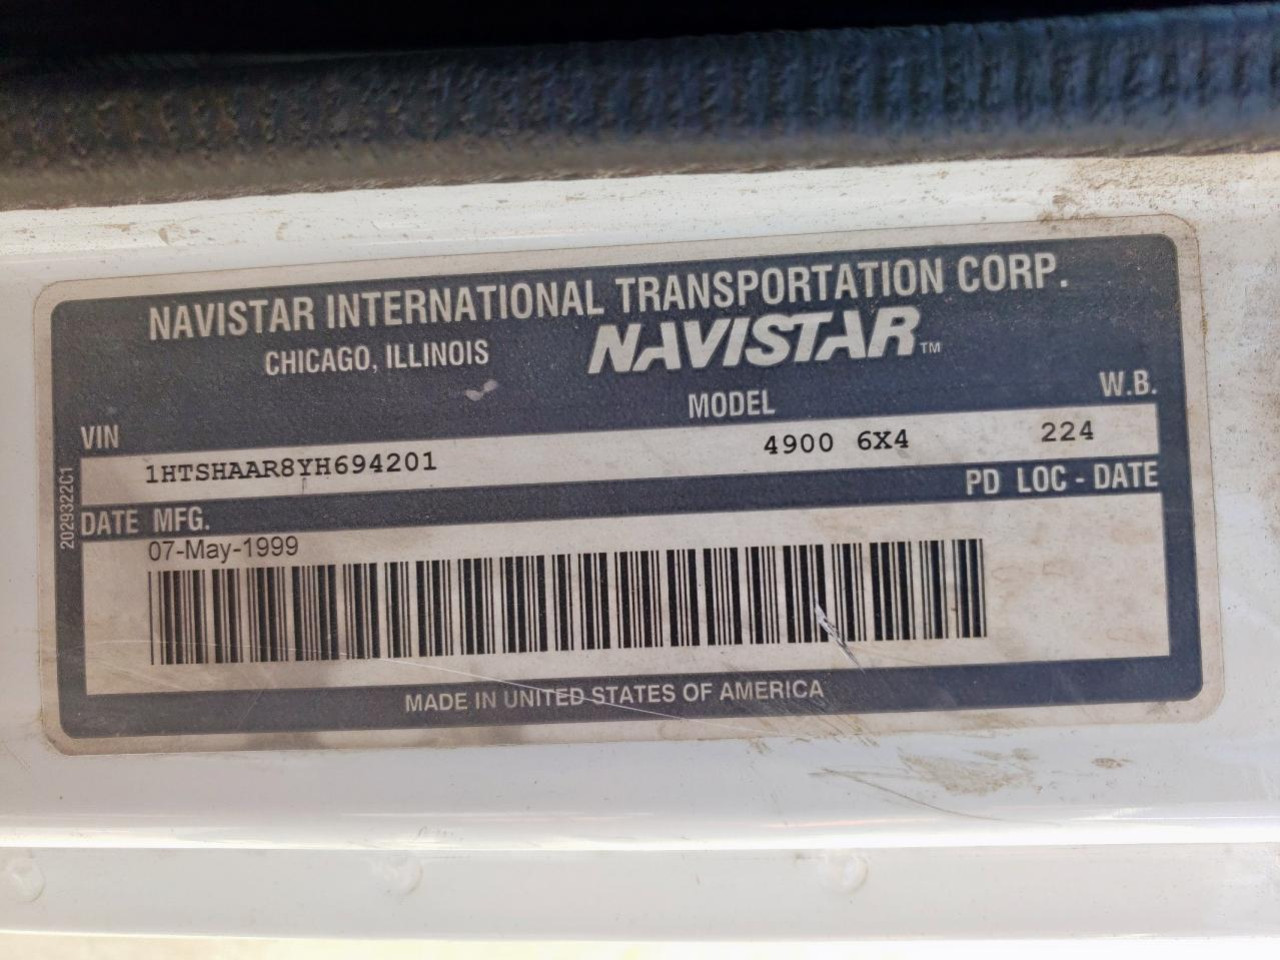 NAVISTAR INTERNATIONAL TRANSPORTATION CORP.
CHICAGO, ILLINOIS NAVISTAR™
VIN MODEL W.B.
1HTSHAAR8YH694201 4900 6X4 224
DATE MFG. PD LOC - DATE
07-May-1999
MADE IN UNITED STATES OF AMERICA
2029322C1